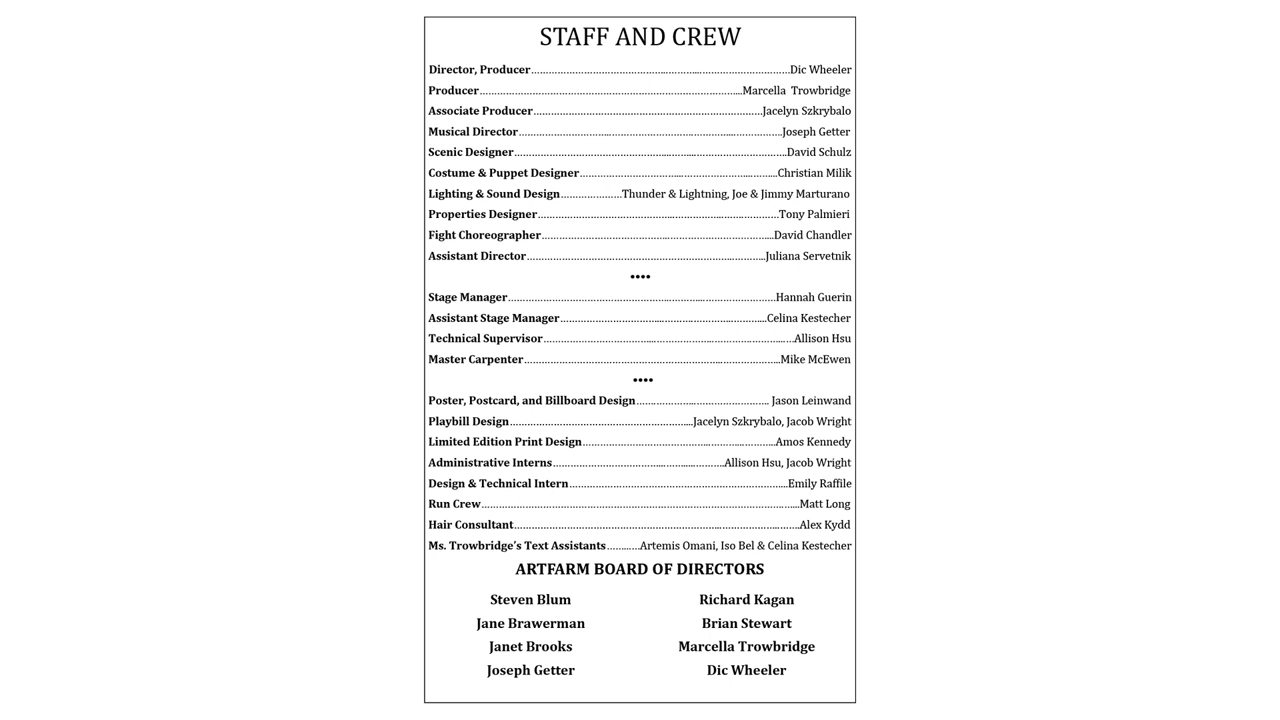 STAFF AND CREW
Director, Producer……………………………………………………………………Dic Wheeler
Producer……………………………………………………………………Marcella  Trowbridge
Associate Producer……………………………………………………………Jacelyn Szkrybalo
Musical Director………………………………………………………………………Joseph Getter
Scenic Designer…………………………………………………………………………David Schulz
Costume & Puppet Designer……………………………………………………Christian Milik
Lighting & Sound Design…………………Thunder & Lightning, Joe & Jimmy Marturano
Properties Designer………………………………………………………………Tony Palmieri
Fight Choreographer………………………………………………………………David Chandler
Assistant Director………………………………………………………………Juliana Servetnik
••••
Stage Manager………………………………………………………………………Hannah Guerin
Assistant Stage Manager………………………………………………………Celina Kestecher
Technical Supervisor…………………………………………………………………Allison Hsu
Master Carpenter……………………………………………………………………Mike McEwen
••••
Poster, Postcard, and Billboard Design………………………………… Jason Leinwand
Playbill Design………………………………………………Jacelyn Szkrybalo, Jacob Wright
Limited Edition Print Design…………………………………………………Amos Kennedy
Administrative Interns……………………………………………Allison Hsu, Jacob Wright
Design & Technical Intern…………………………………………………………Emily Raffile
Run Crew……………………………………………………………………………………Matt Long
Hair Consultant……………………………………………………………………………Alex Kydd
Ms. Trowbridge’s Text Assistants………Artemis Omani, Iso Bel & Celina Kestecher
ARTFARM BOARD OF DIRECTORS
Steven Blum
Jane Brawerman
Janet Brooks
Joseph Getter
Richard Kagan
Brian Stewart
Marcella Trowbridge
Dic Wheeler